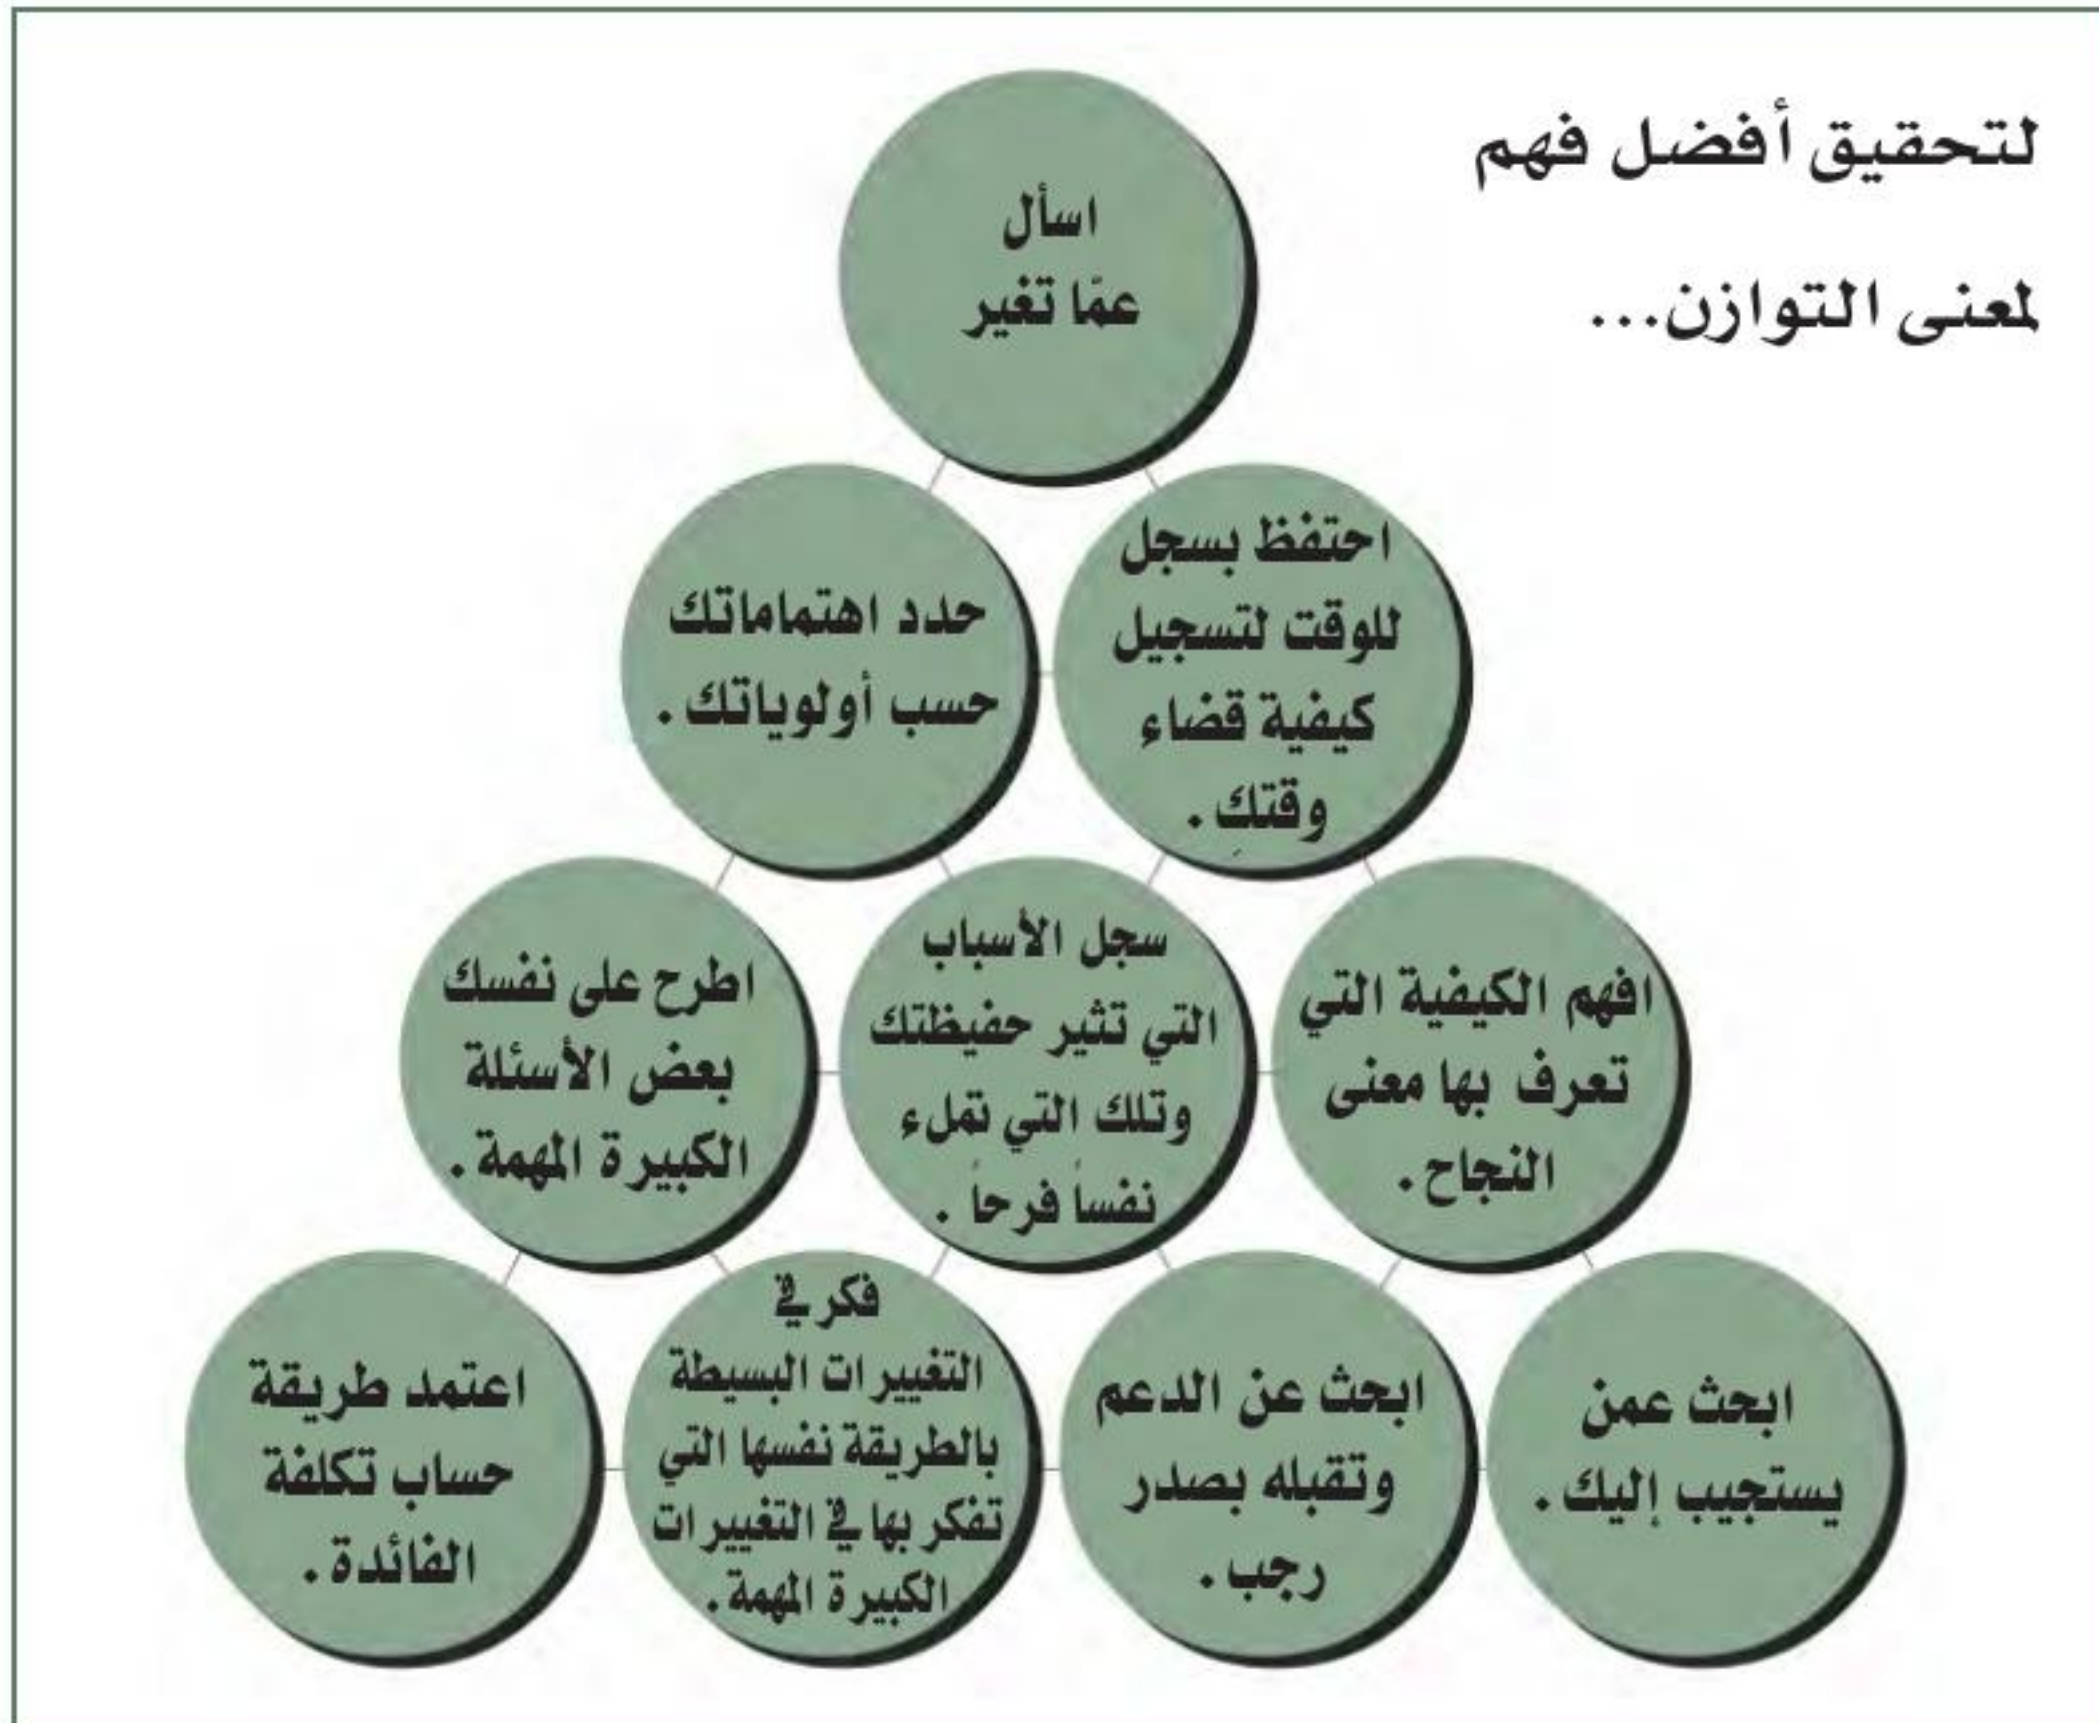 لتحقيق أفضل فهم
لمعنى التوازن...
اسأل
عمّا تغير
احتفظ بسجل
للوقت لتسجيل
كيفية قضاء
وقتكِ .
حدد اهتماماتك
حسب أولوياتك .
افهم الكيفية التي
تعرف بها معنى
النجاح .
سجل الأسباب
التي تثير حفيظتك
وتلك التي تملء
نفساً فرحاً .
اطرح على نفسك
بعض الأسئلة
الكبيرة المهمة .
ابحث عمن
يستجيب إليك .
ابحث عن الدعم
وتقبله بصدر
رجب .
فكر في
التغييرات البسيطة
بالطريقة نفسها التي
تفكر بها في التغييرات
الكبيرة المهمة .
اعتمد طريقة
حساب تكلفة
الفائدة .